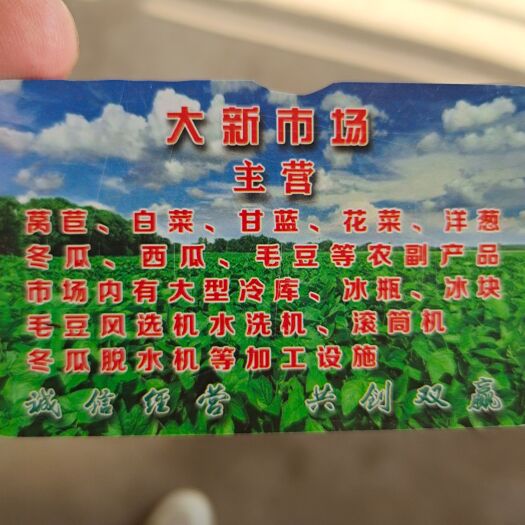 大新市场
主营
莴苣、白菜、甘蓝、花菜、洋葱
冬瓜、西瓜、毛豆等农副产品
市场内有大型冷库、冰瓶、冰块
毛豆风选机水洗机、滚筒机
冬瓜脱水机等加工设施
诚信经营 共创双赢